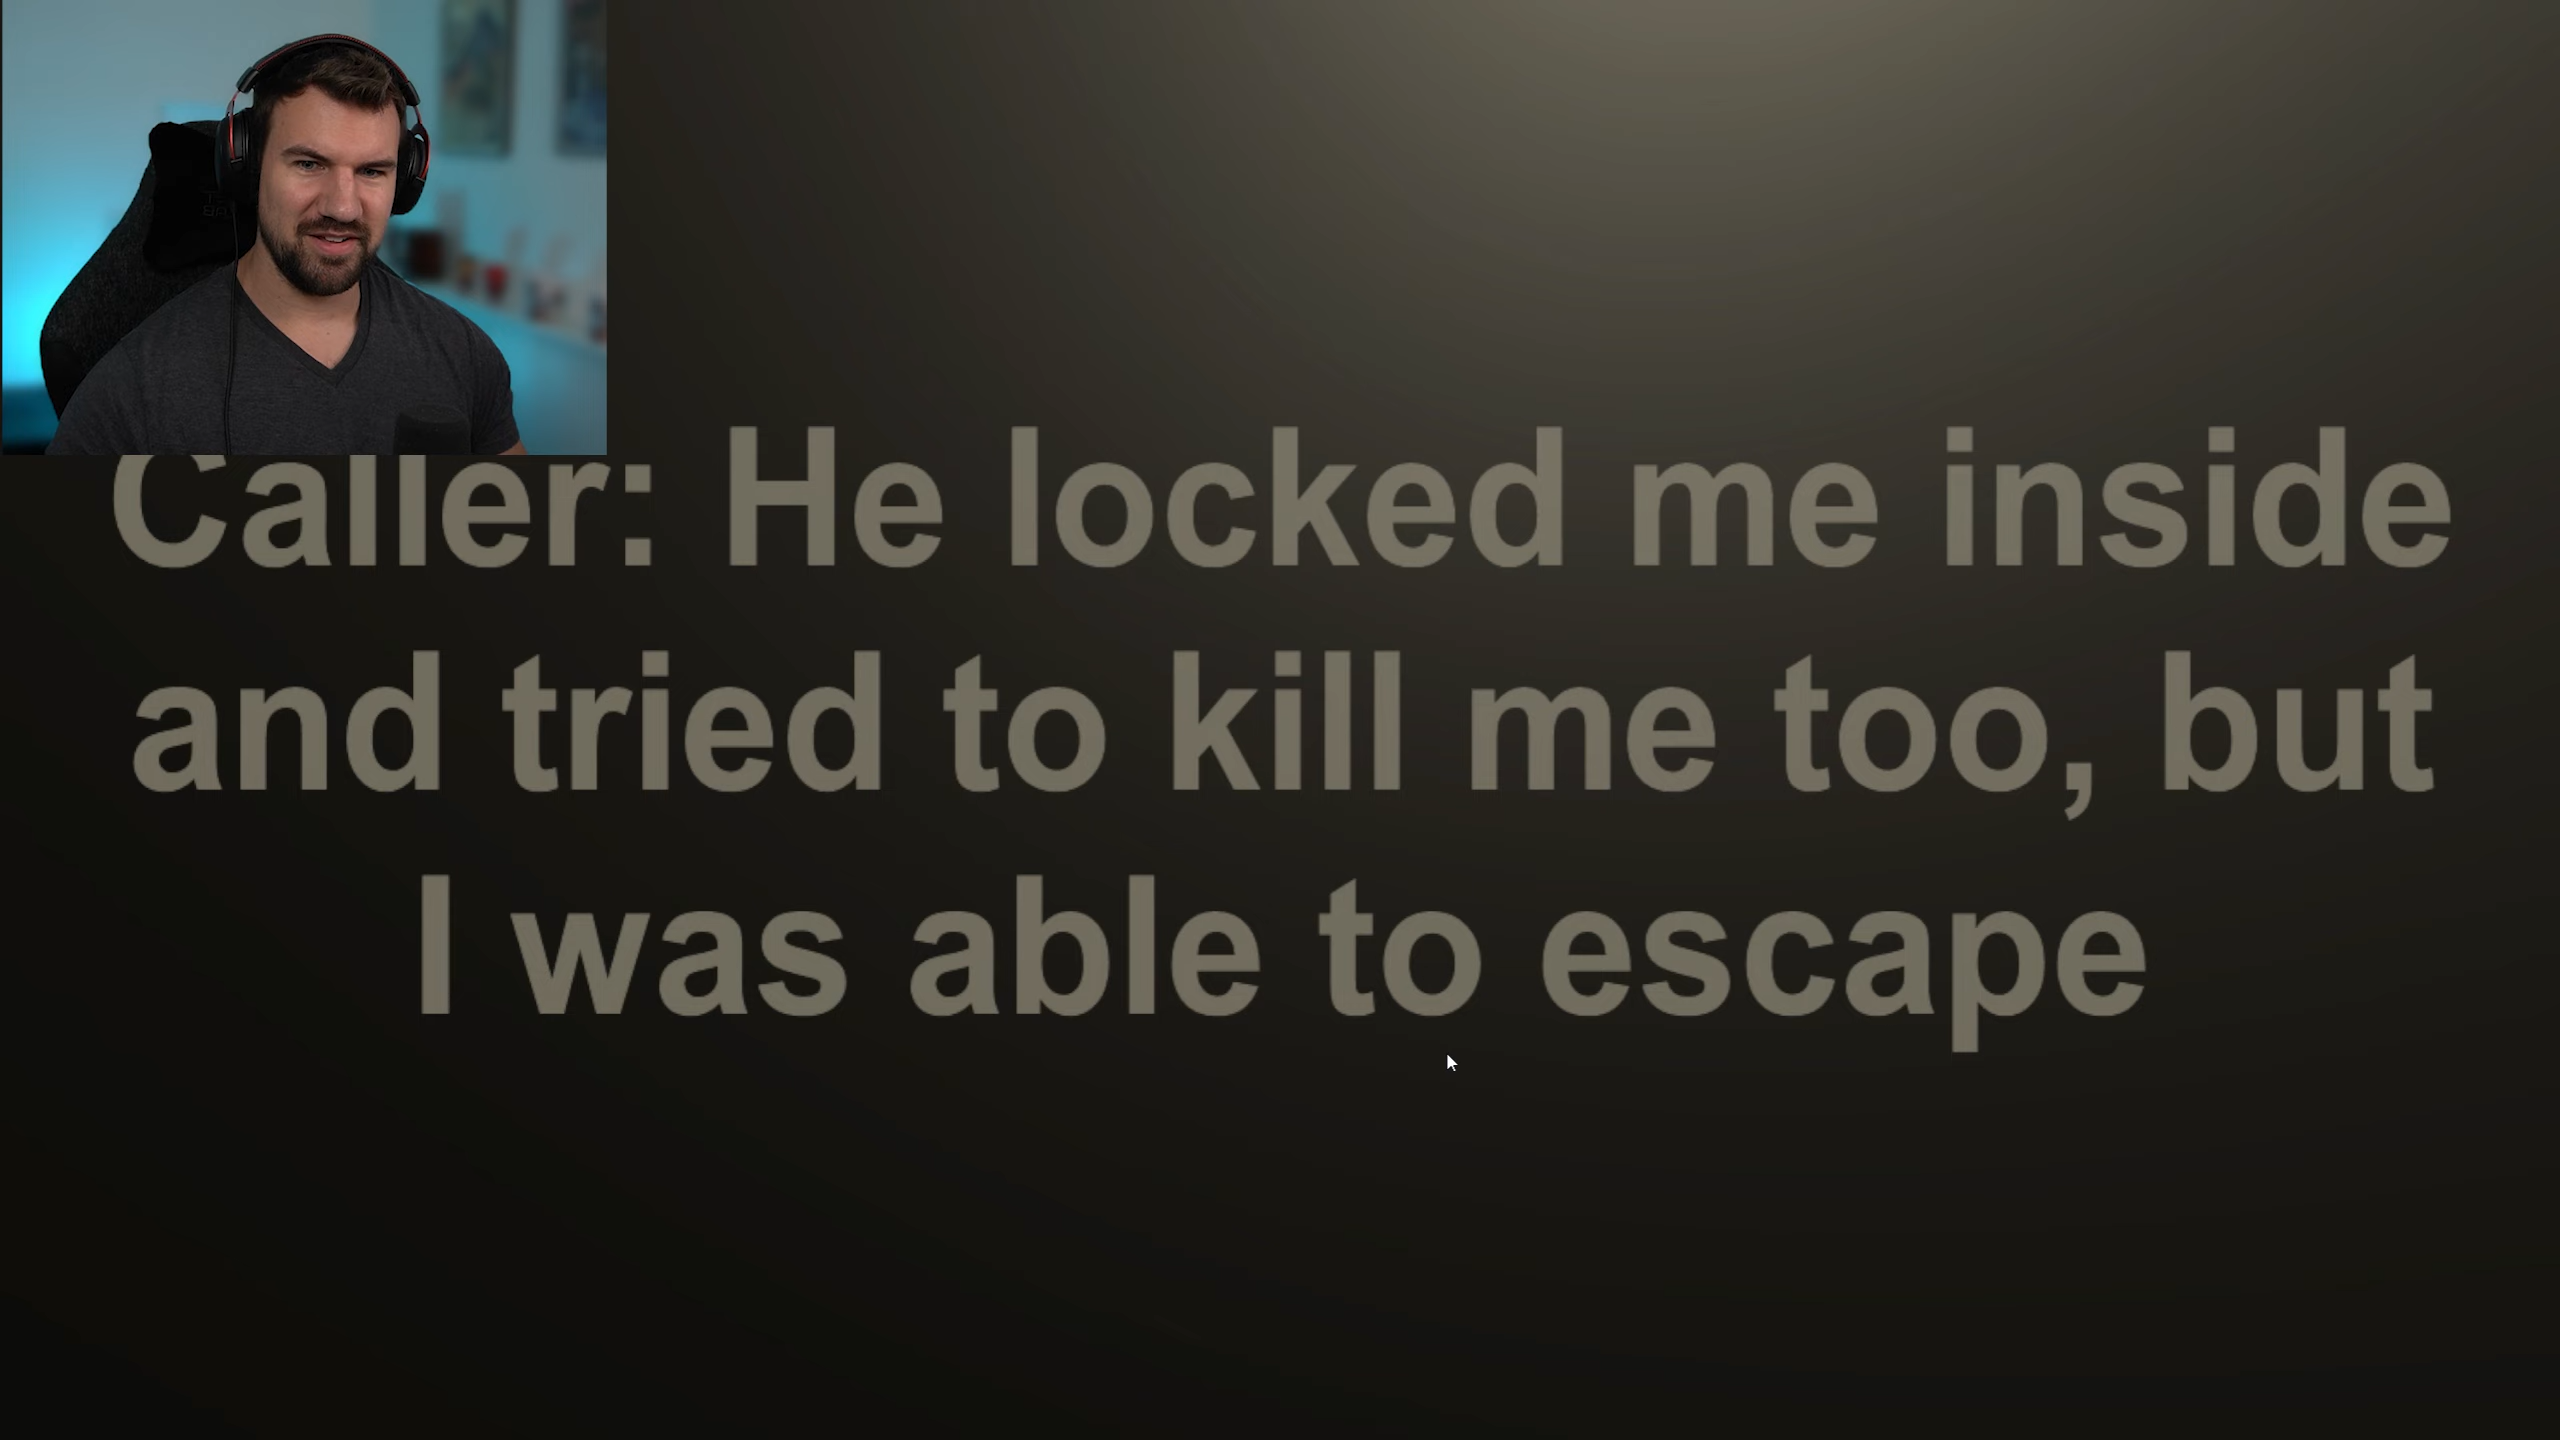 Caller: He locked me inside
and tried to kill me too, but
I was able to escape